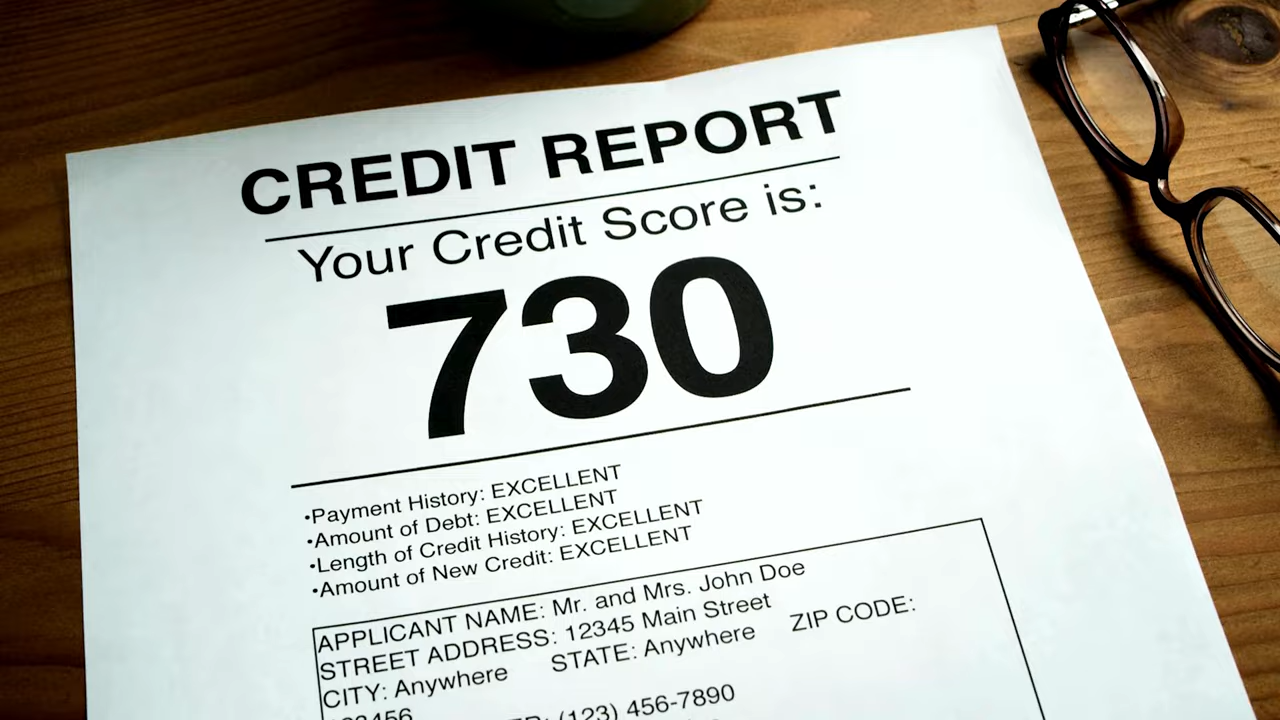 CREDIT REPORT
Your Credit Score is:
730
•Payment History: EXCELLENT
•Amount of Debt: EXCELLENT
•Length of Credit History: EXCELLENT
•Amount of New Credit: EXCELLENT
APPLICANT NAME: Mr. and Mrs. John Doe
STREET ADDRESS: 12345 Main Street
CITY: Anywhere STATE: Anywhere ZIP CODE:
(123) 456-7890